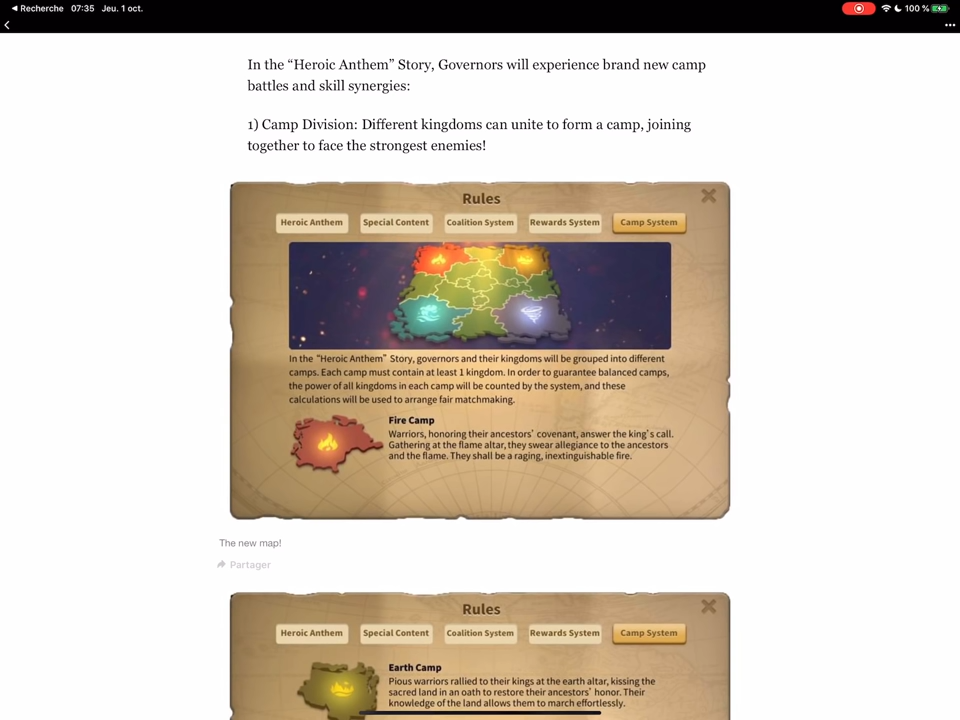 Recherche 07:35 Jeu. 1 oct. 100 %
In the “Heroic Anthem” Story, Governors will experience brand new camp
battles and skill synergies:
1) Camp Division: Different kingdoms can unite to form a camp, joining
together to face the strongest enemies!
Rules
Heroic Anthem Special Content Coalition System Rewards System Camp System
In the "Heroic Anthem" Story, governors and their kingdoms will be grouped into different
camps. Each camp must contain at least 1 kingdom. In order to guarantee balanced camps,
the power of all kingdoms in each camp will be counted by the system, and these
calculations will be used to arrange fair matchmaking.
Fire Camp
Warriors, honoring their ancestors' covenant, answer the king's call.
Gathering at the flame altar, they swear allegiance to the ancestors
and the flame. They shall be a raging, inextinguishable fire.
The new map!
Partager
Rules
Heroic Anthem Special Content Coalition System Rewards System Camp System
Earth Camp
Pious warriors rallied to their kings at the earth altar, kissing the
sacred land in an oath to restore their ancestors' honor. Their
knowledge of the land allows them to march effortlessly.